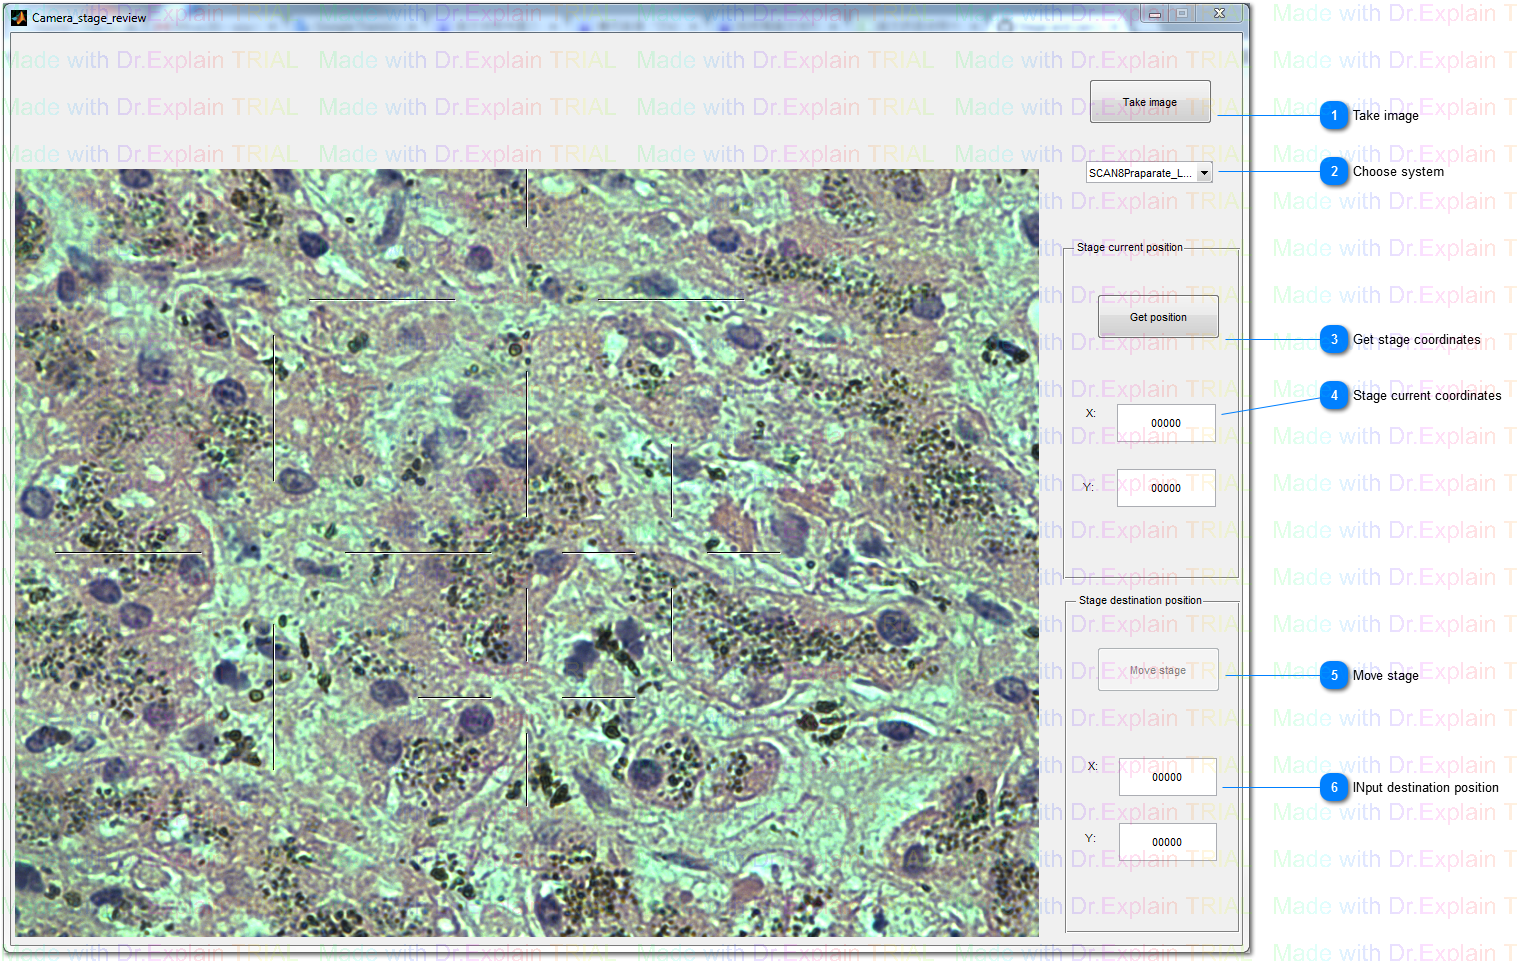 Camera_stage_review
Made with Dr.Explain TRIAL
Take image
1 Take image
SCAN8Praparate_L...
2 Choose system
Stage current position
Get position
3 Get stage coordinates
4 Stage current coordinates
X:
00000
Y:
00000
Stage destination position
Move stage
5 Move stage
X:
00000
6 INput destination position
Y:
00000